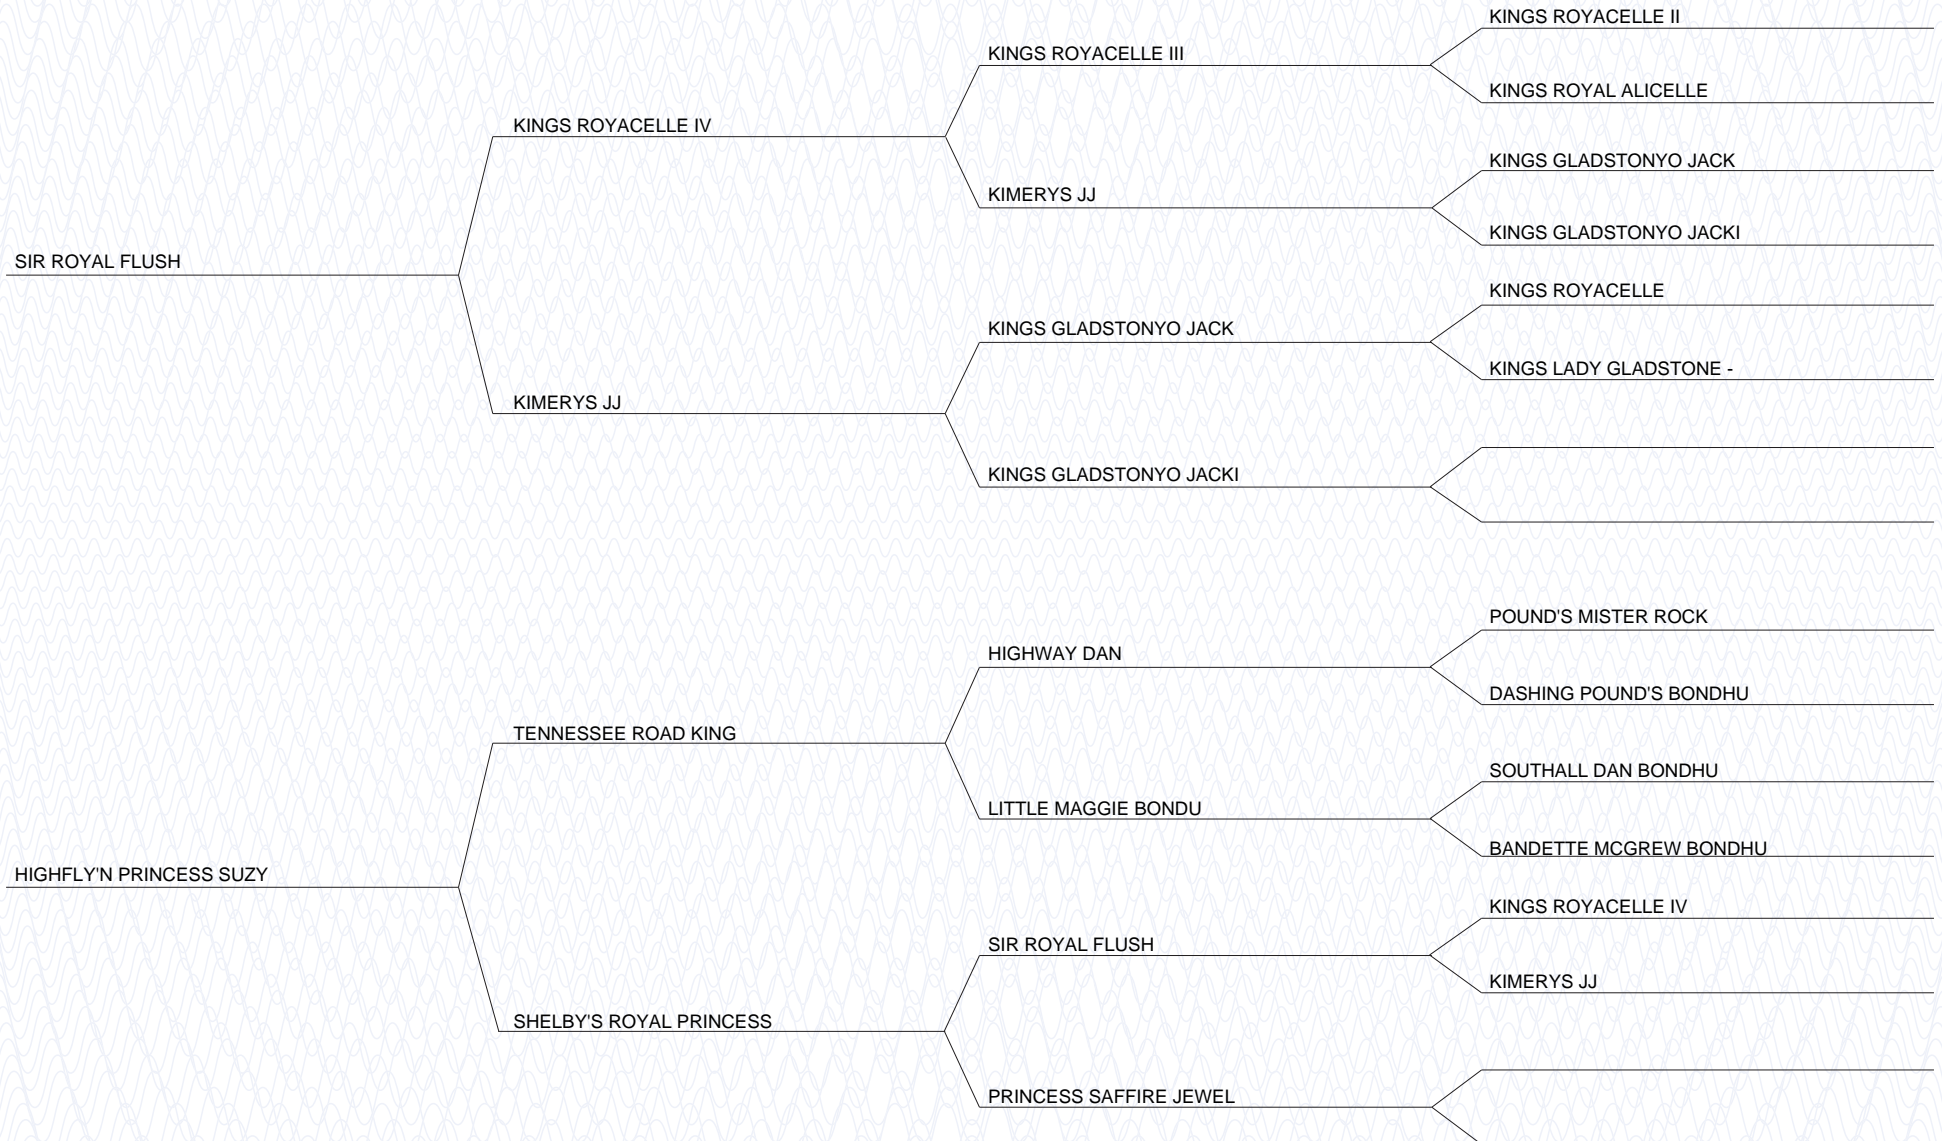 KINGS ROYACELLE II
KINGS ROYACELLE III
KINGS ROYAL ALICELLE
KINGS ROYACELLE IV
KINGS GLADSTONYO JACK
KIMERYS JJ
KINGS GLADSTONYO JACKI
SIR ROYAL FLUSH
KINGS ROYACELLE
KINGS GLADSTONYO JACK
KINGS LADY GLADSTONE -
KIMERYS JJ
KINGS GLADSTONYO JACKI
POUND'S MISTER ROCK
HIGHWAY DAN
DASHING POUND'S BONDHU
TENNESSEE ROAD KING
SOUTHALL DAN BONDHU
LITTLE MAGGIE BONDU
BANDETTE MCGREW BONDHU
HIGHFLY'N PRINCESS SUZY
KINGS ROYACELLE IV
SIR ROYAL FLUSH
KIMERYS JJ
SHELBY'S ROYAL PRINCESS
PRINCESS SAFFIRE JEWEL